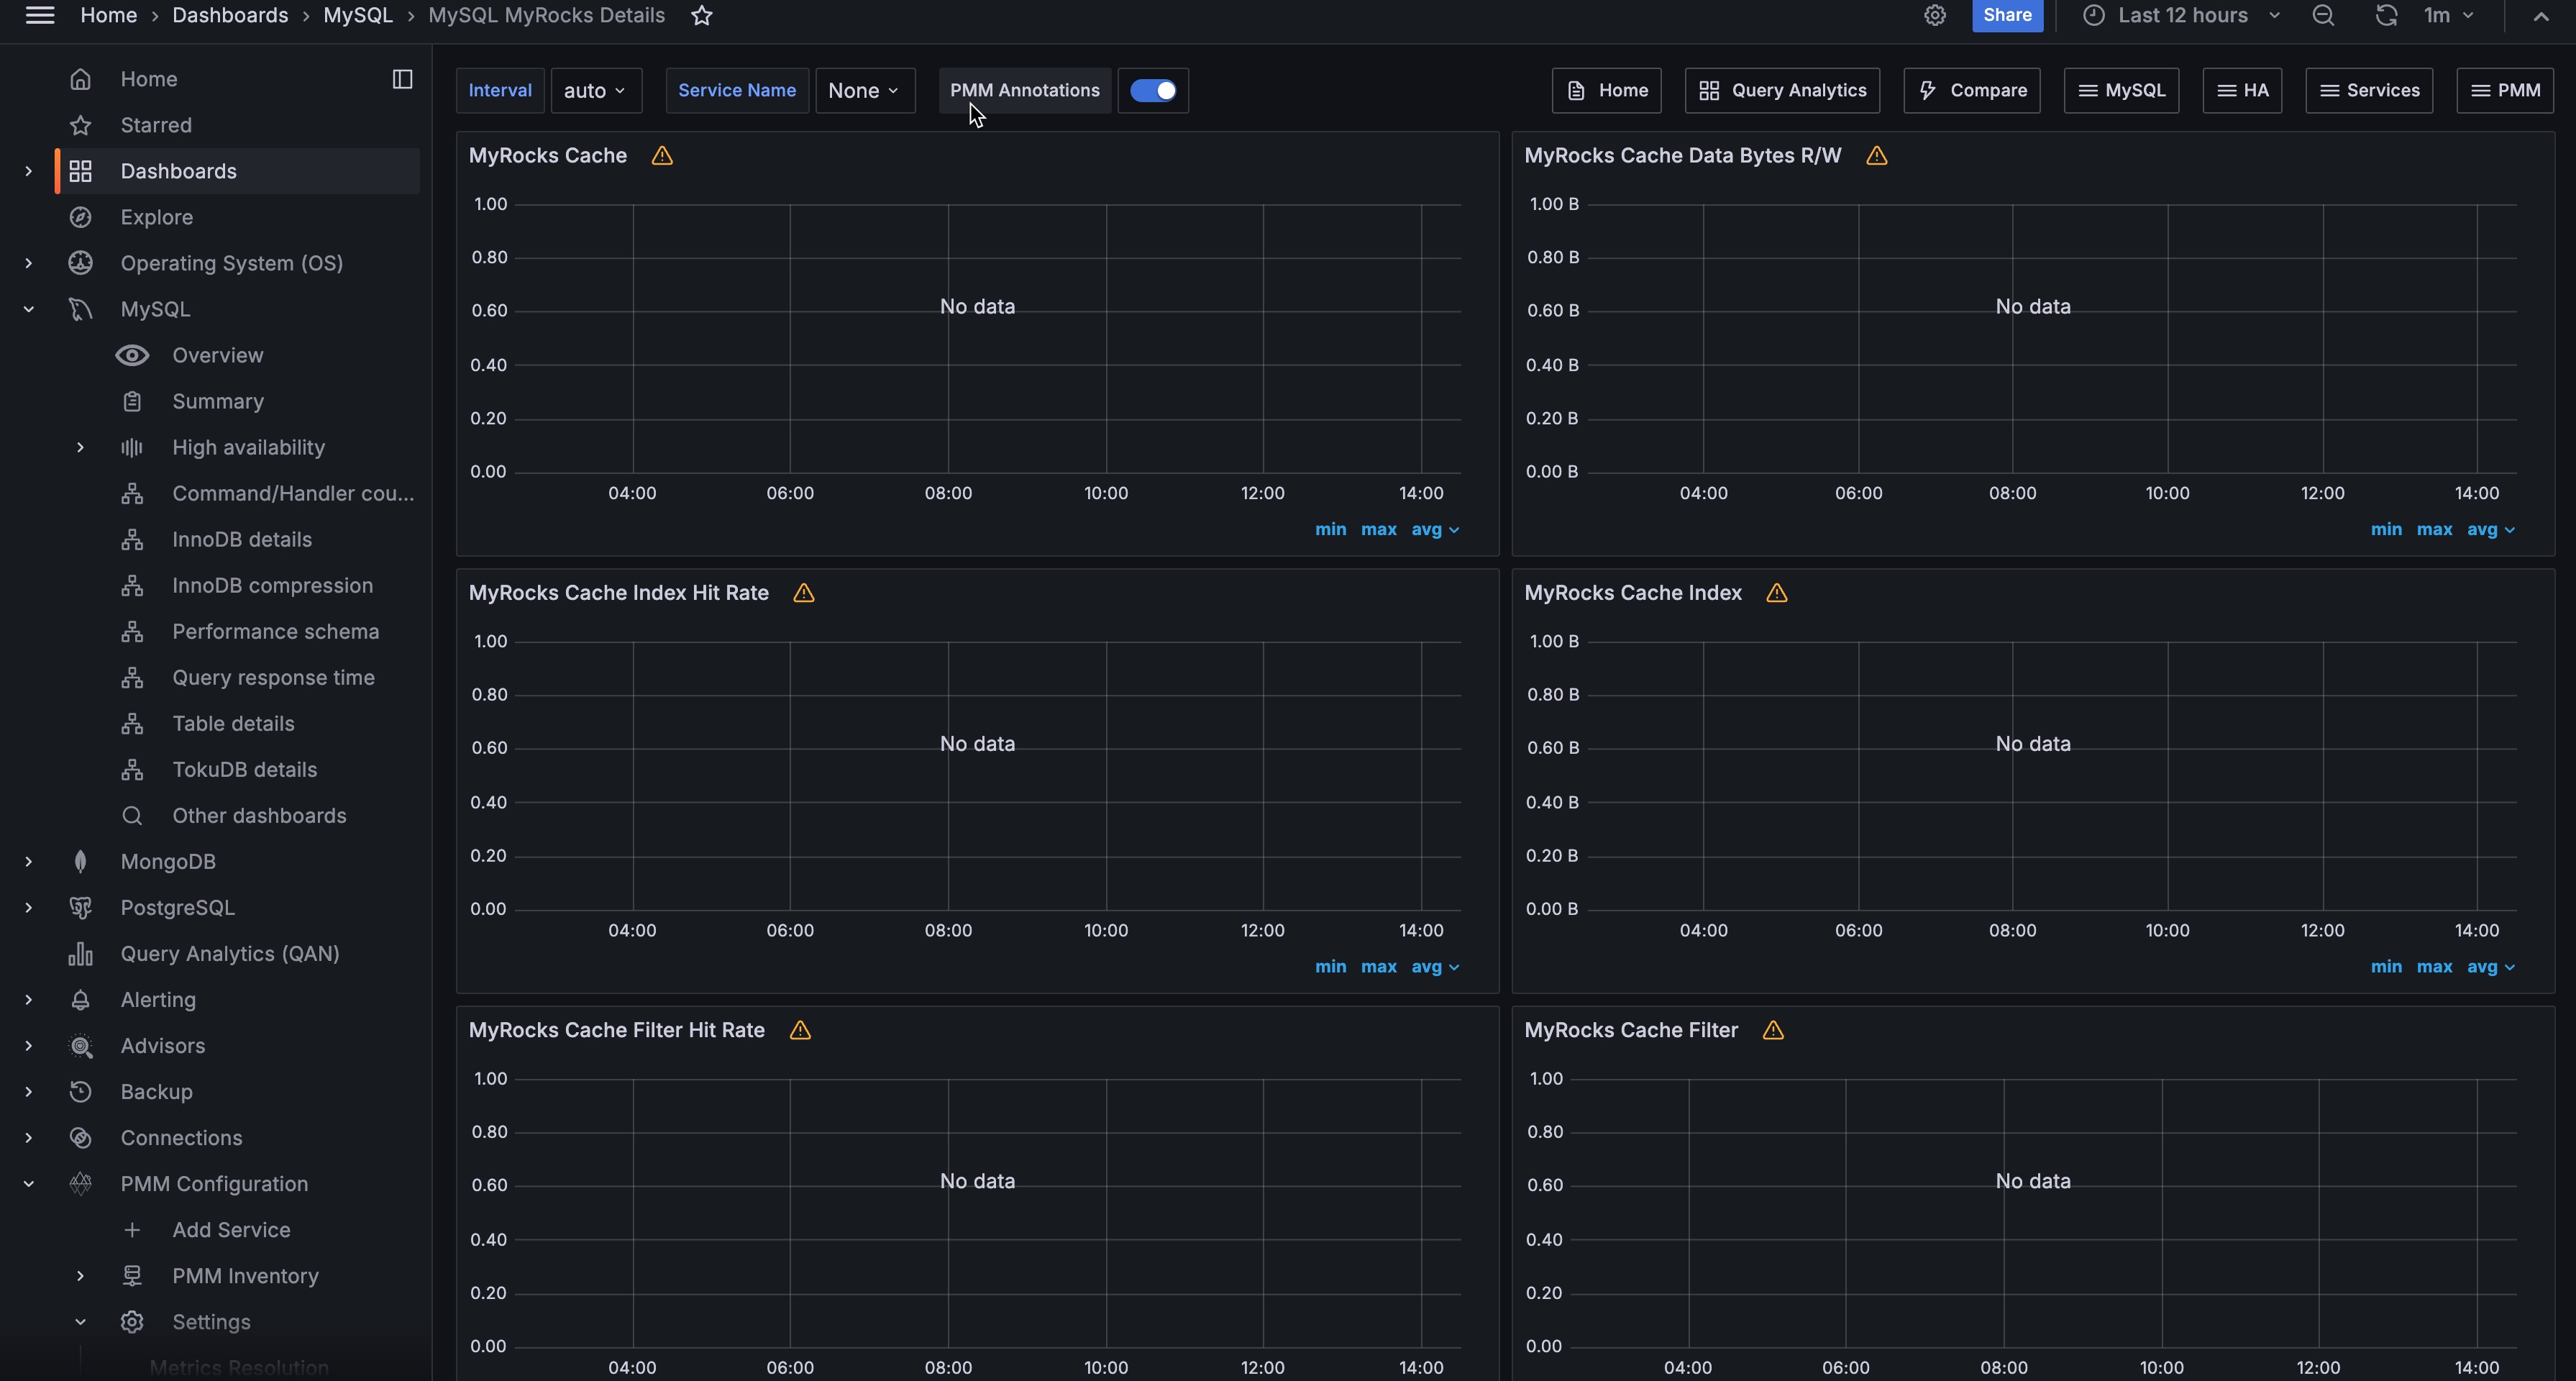 Home › Dashboards › MySQL › MySQL MyRocks Details
Share
Last 12 hours
1m
Home
Starred
Dashboards
Explore
Operating System (OS)
MySQL
Overview
Summary
High availability
Command/Handler cou...
InnoDB details
InnoDB compression
Performance schema
Query response time
Table details
TokuDB details
Other dashboards
MongoDB
PostgreSQL
Query Analytics (QAN)
Alerting
Advisors
Backup
Connections
PMM Configuration
Add Service
PMM Inventory
Settings
Metrics Resolution
Interval auto Service Name None PMM Annotations
Home Query Analytics Compare MySQL HA Services PMM
MyRocks Cache
1.00
0.80
0.60
0.40
0.20
0.00
No data
04:00 06:00 08:00 10:00 12:00 14:00
min max avg
MyRocks Cache Data Bytes R/W
1.00 B
0.80 B
0.60 B
0.40 B
0.20 B
0.00 B
No data
04:00 06:00 08:00 10:00 12:00 14:00
min max avg
MyRocks Cache Index Hit Rate
1.00
0.80
0.60
0.40
0.20
0.00
No data
04:00 06:00 08:00 10:00 12:00 14:00
min max avg
MyRocks Cache Index
1.00 B
0.80 B
0.60 B
0.40 B
0.20 B
0.00 B
No data
04:00 06:00 08:00 10:00 12:00 14:00
min max avg
MyRocks Cache Filter Hit Rate
1.00
0.80
0.60
0.40
0.20
0.00
No data
04:00 06:00 08:00 10:00 12:00 14:00
MyRocks Cache Filter
1.00
0.80
0.60
0.40
0.20
0.00
No data
04:00 06:00 08:00 10:00 12:00 14:00